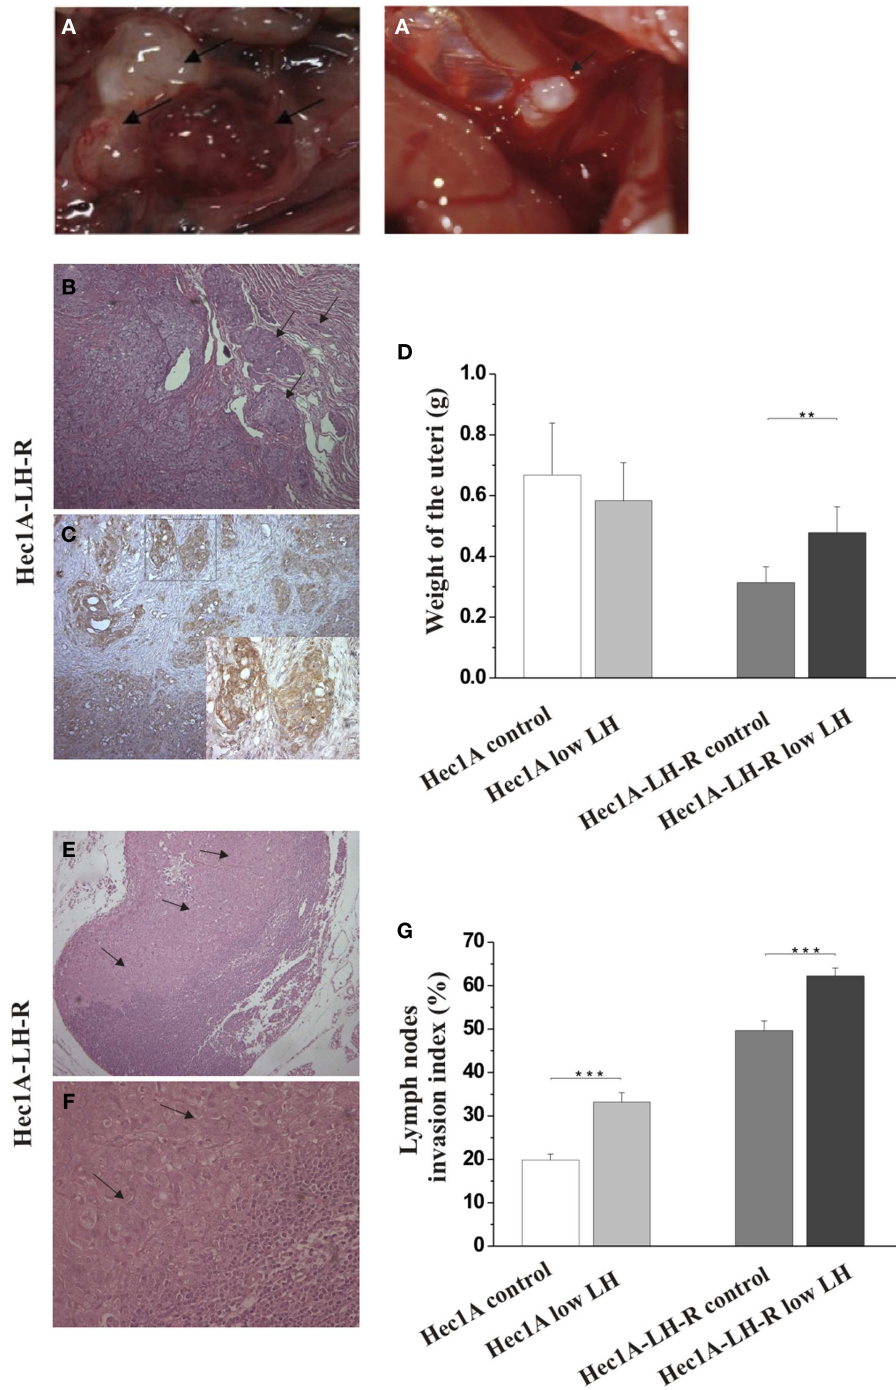 A
A`
B
Hec1A-LH-R
C
D
Weight of the uteri (g)
1.0
0.8
0.6
0.4
0.2
0.0
**
Hec1A control
Hec1A low LH
Hec1A-LH-R control
Hec1A-LH-R low LH
E
Hec1A-LH-R
F
G
Lymph nodes
invasion index (%)
70
60
50
40
30
20
10
0
***
***
Hec1A control
Hec1A low LH
Hec1A-LH-R control
Hec1A-LH-R low LH